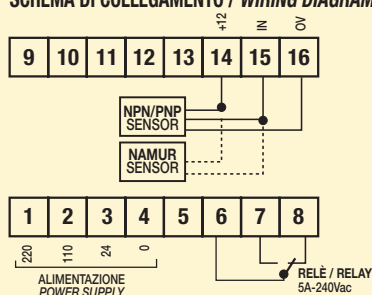 SCHEMA DI COLLEGAMENTO / WIRING DIAGRAM
+12 IN 0V
9 10 11 12 13 14 15 16
NPN/PNP
SENSOR
NAMUR
SENSOR
1 2 3 4 5 6 7 8
220 110 24 0
ALIMENTAZIONE
POWER SUPPLY
RELÈ / RELAY
5A-240Vac